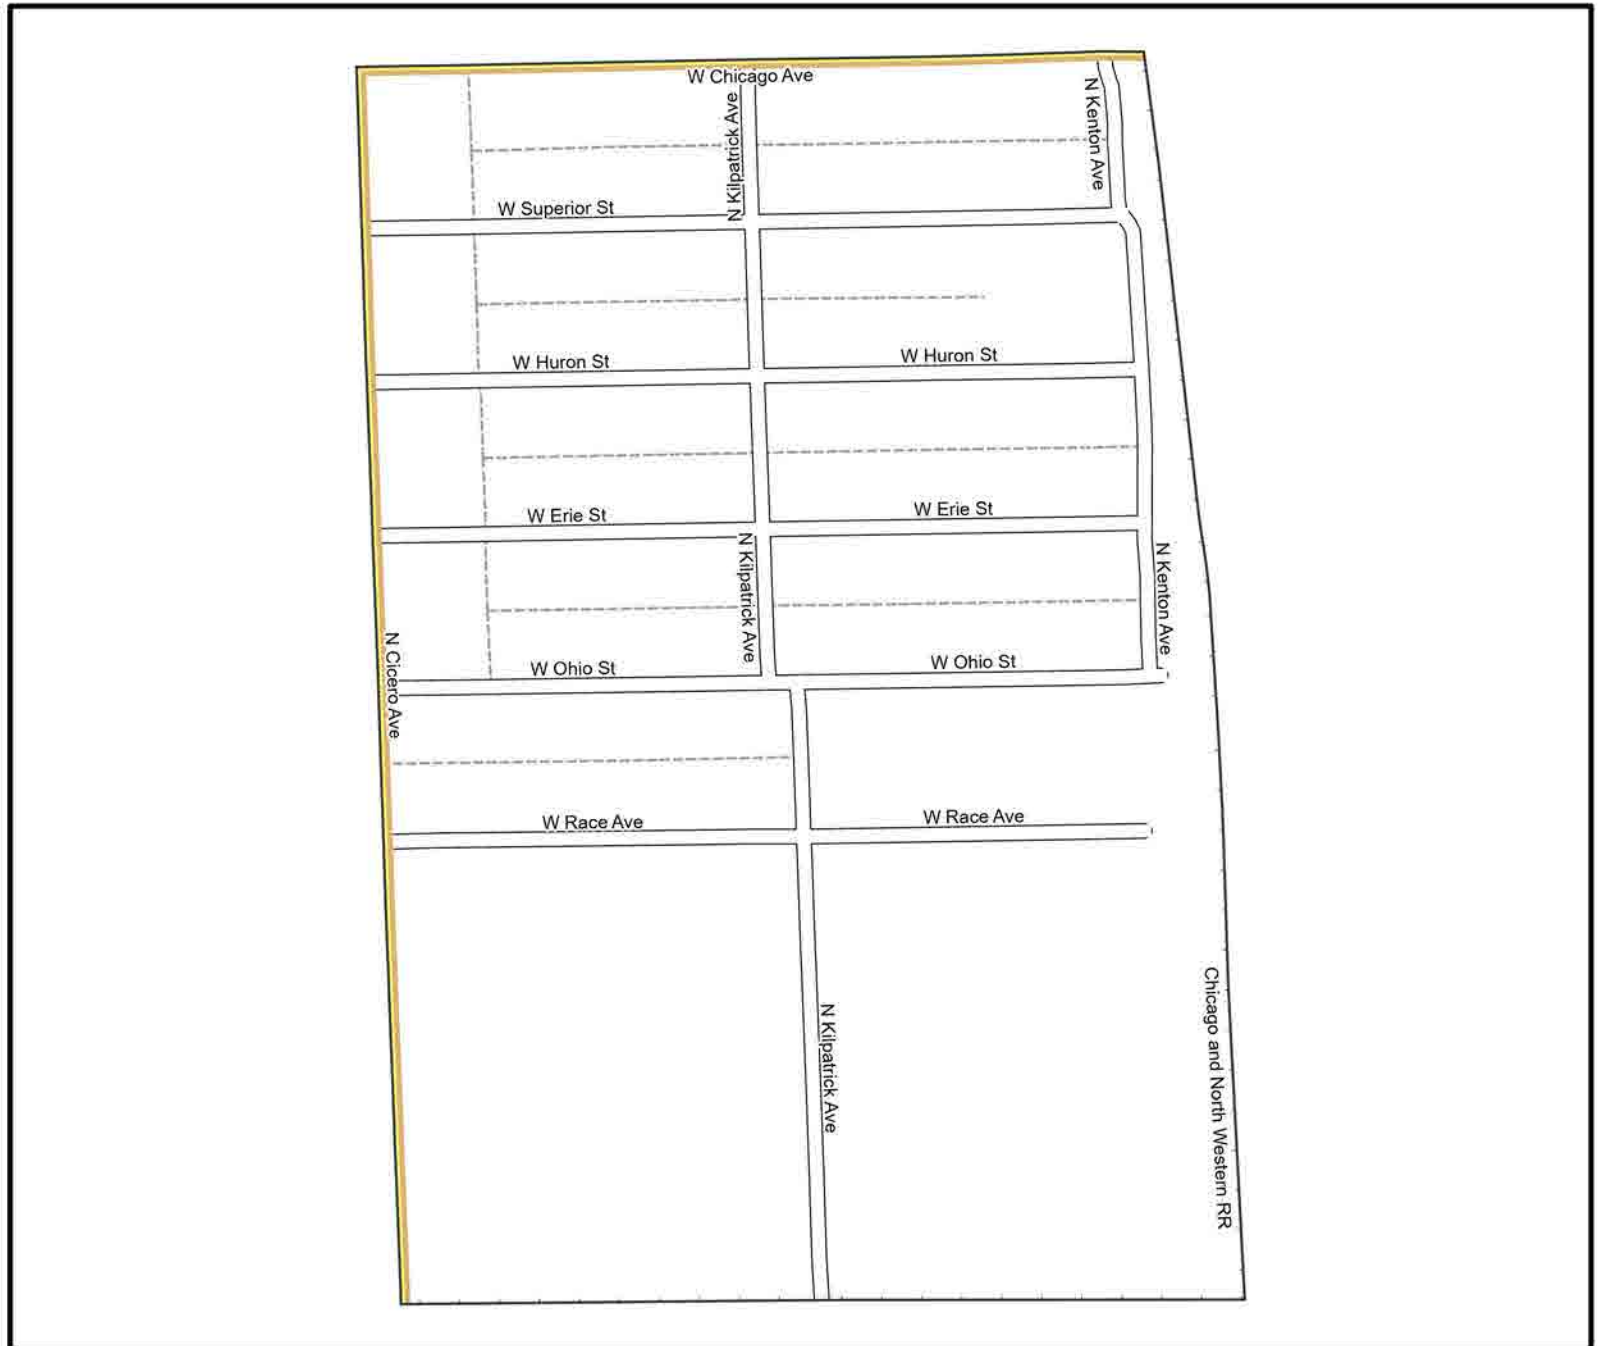 W Chicago Ave
N Kilpatrick Ave
N Kenton Ave
W Superior St
W Huron St
W Huron St
W Erie St
W Erie St
N Kilpatrick Ave
N Kenton Ave
N Cicero Ave
W Ohio St
W Ohio St
W Race Ave
W Race Ave
N Kilpatrick Ave
Chicago and North Western RR